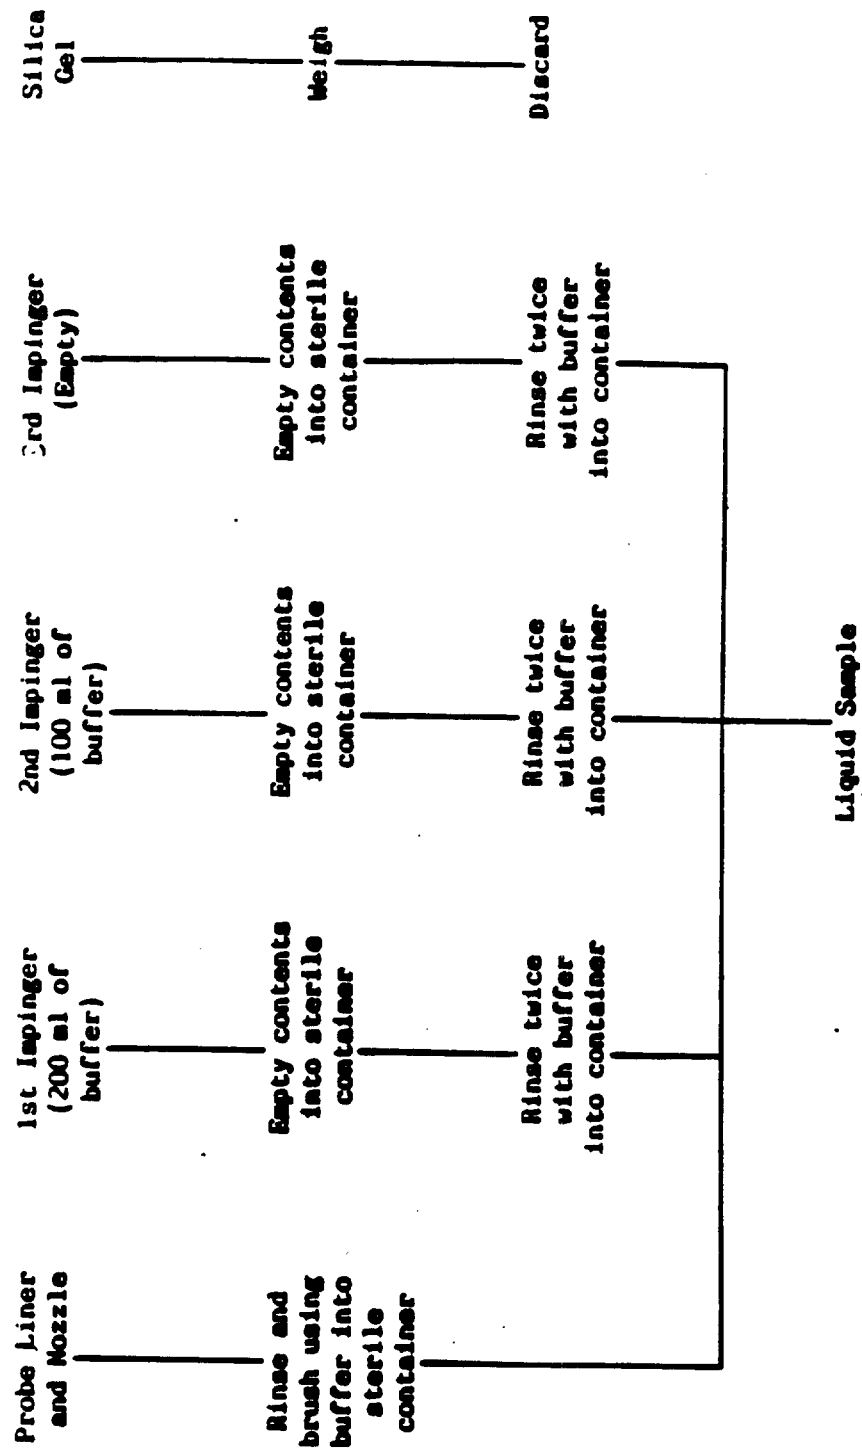 Probe Liner
and Nozzle
Rinse and
brush using
buffer into
sterile
container
1st Impinger
(200 ml of
buffer)
Empty contents
into sterile
container
Rinse twice
with buffer
into container
2nd Impinger
(100 ml of
buffer)
Empty contents
into sterile
container
Rinse twice
with buffer
into container
3rd Impinger
(Empty)
Empty contents
into sterile
container
Rinse twice
with buffer
into container
Silica
Gel
Weigh
Discard
Liquid Sample